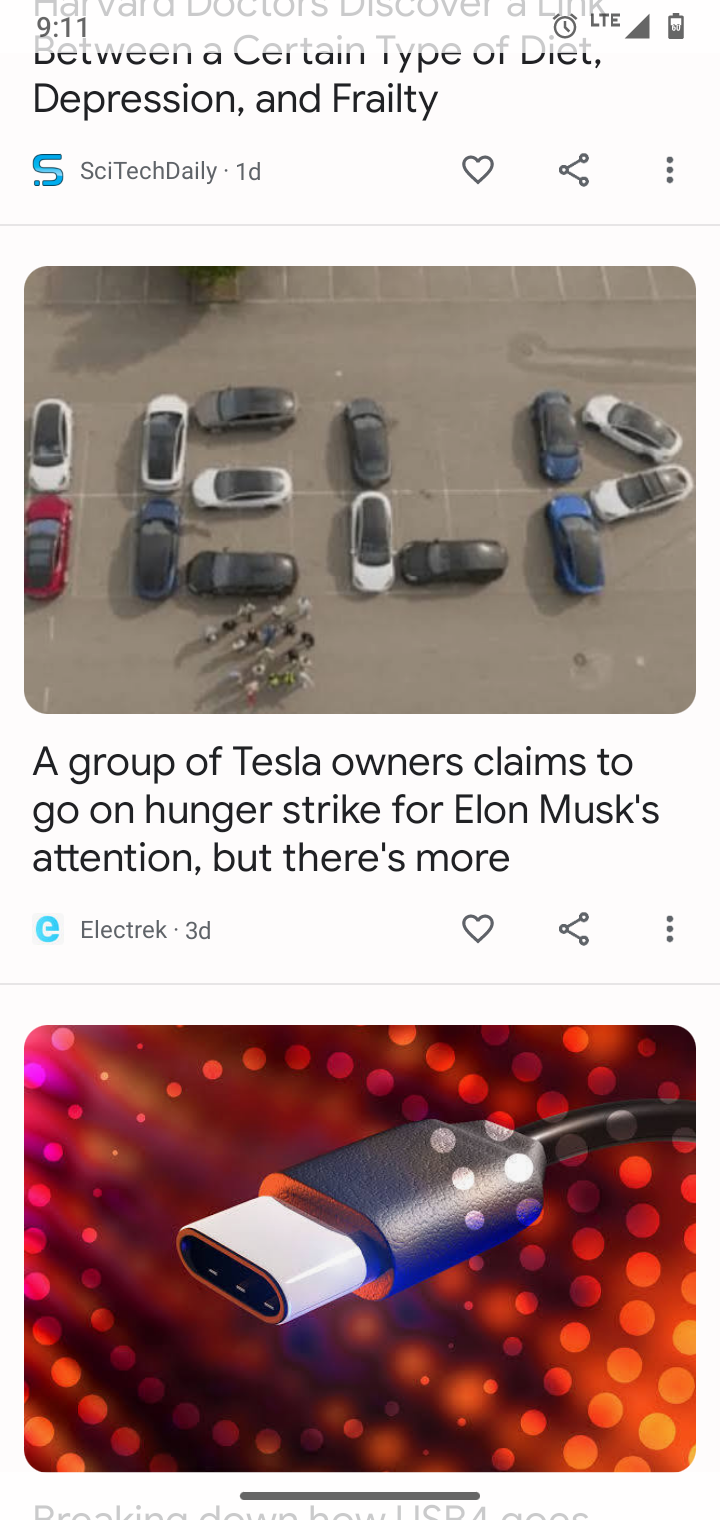 Harvard Doctors Discover a Link
9:11 LTE
Between a Certain Type of Diet,
Depression, and Frailty
SciTechDaily · 1d
HELP
A group of Tesla owners claims to
go on hunger strike for Elon Musk's
attention, but there's more
e Electrek · 3d
Breaking down how USB4 goes